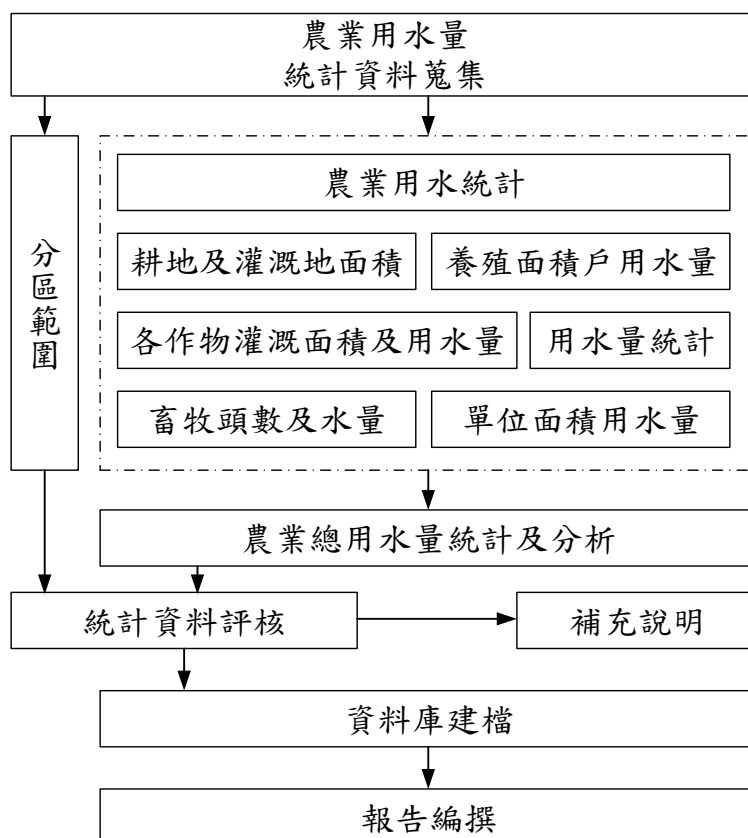 農業用水量
統計資料蒐集
分區範圍
農業用水統計
耕地及灌溉地面積
養殖面積戶用水量
各作物灌溉面積及用水量
用水量統計
畜牧頭數及水量
單位面積用水量
農業總用水量統計及分析
統計資料評核
補充說明
資料庫建檔
報告編撰